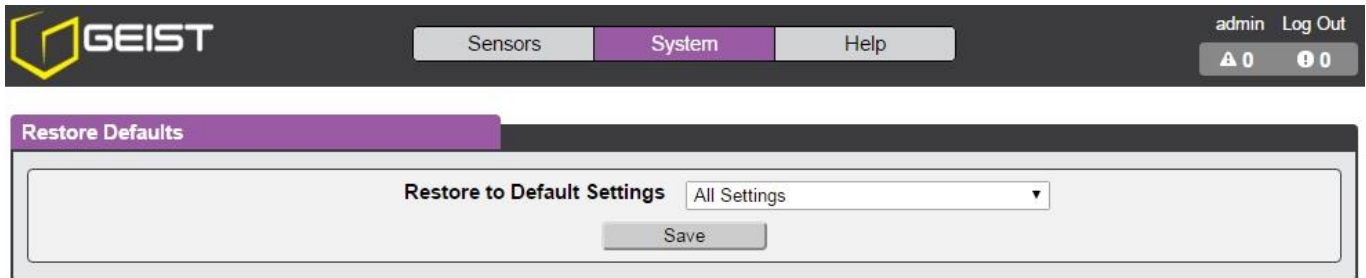 GEIST Sensors System Help admin Log Out
0 0
Restore Defaults
Restore to Default Settings All Settings
Save